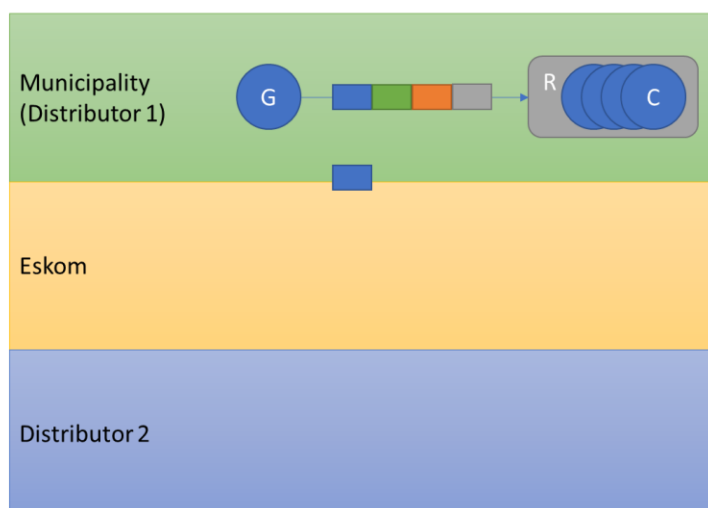 Municipality
(Distributor 1)
G
R
C
Eskom
Distributor 2